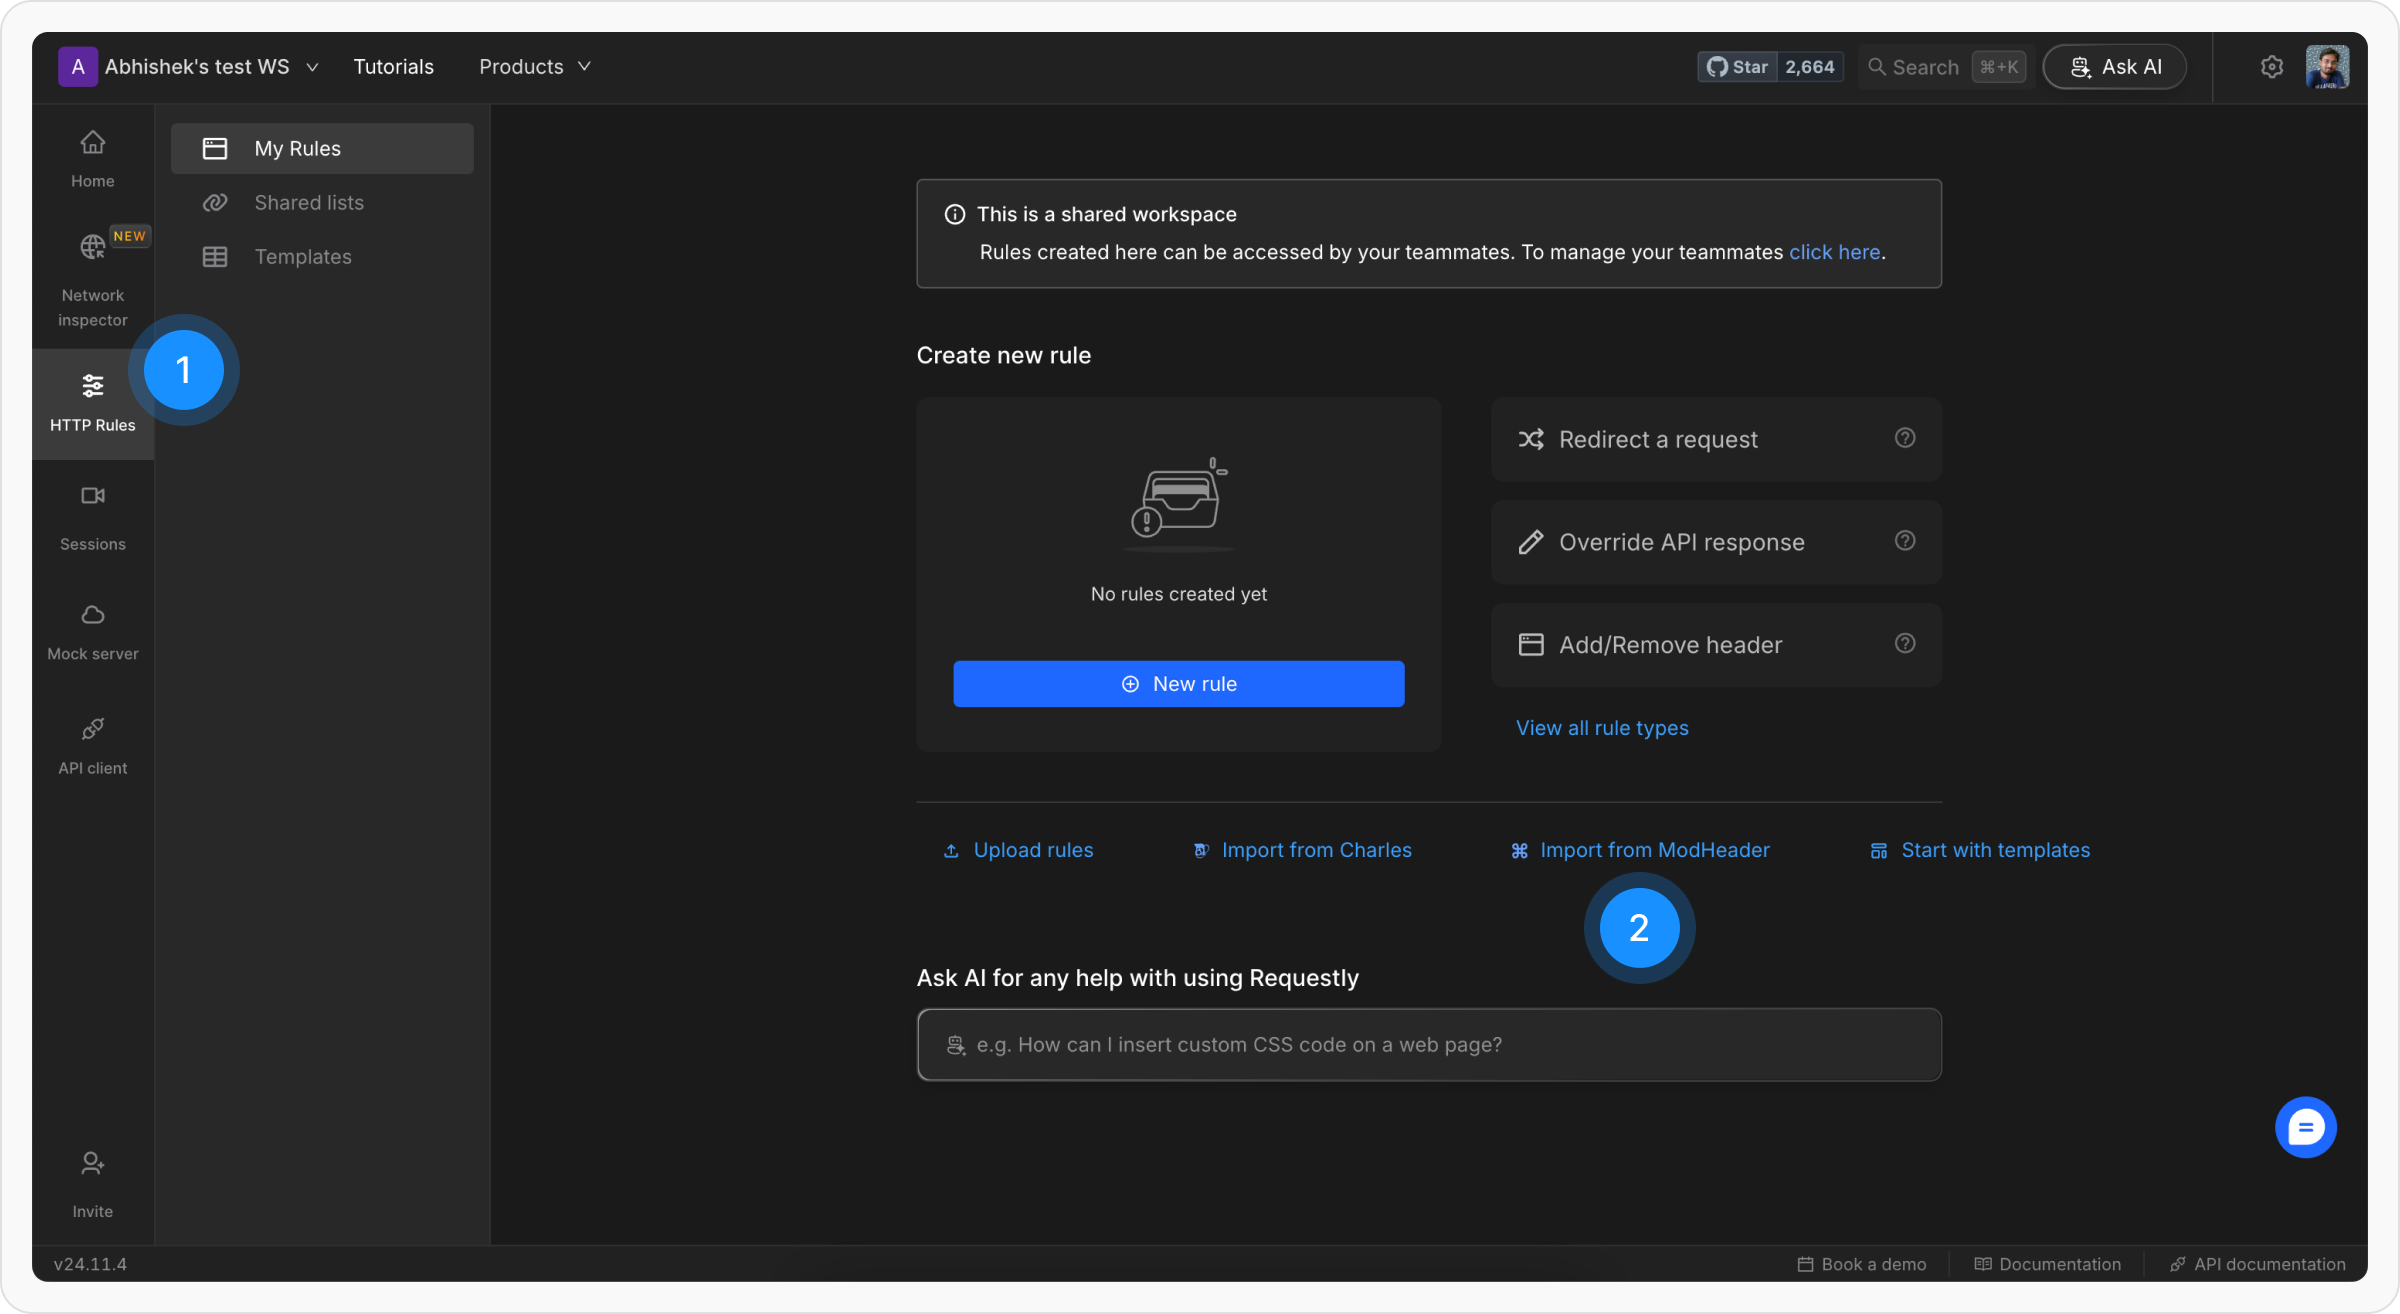 A Abhishek's test WS Tutorials Products Star 2,664 Search ⌘+K Ask AI
Home
NEW
Network
inspector
1
HTTP Rules
Sessions
Mock server
API client
Invite
My Rules
Shared lists
Templates
This is a shared workspace
Rules created here can be accessed by your teammates. To manage your teammates click here.
Create new rule
No rules created yet
New rule
Redirect a request
Override API response
Add/Remove header
View all rule types
Upload rules Import from Charles Import from ModHeader Start with templates
2
Ask AI for any help with using Requestly
e.g. How can I insert custom CSS code on a web page?
v24.11.4 Book a demo Documentation API documentation